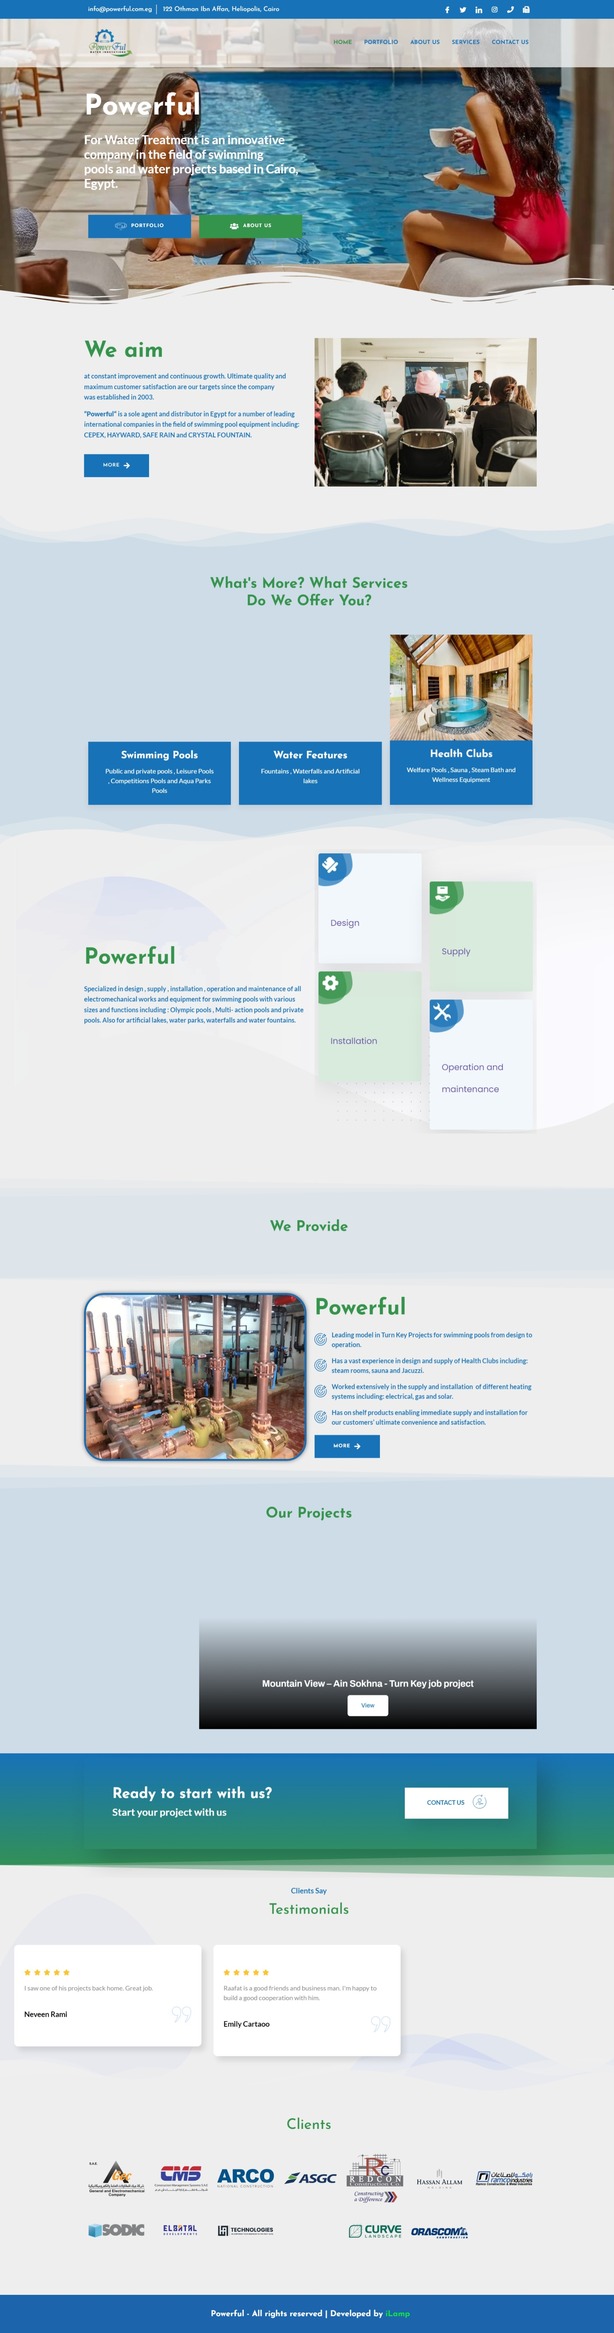 info@powerful.com.eg
122 Othman Ibn Affan, Heliopolis, Cairo
PowerFul
WATER INNOVATIONS
HOME PORTFOLIO ABOUT US SERVICES CONTACT US
Powerful
For Water Treatment is an innovative
company in the field of swimming
pools and water projects based in Cairo,
Egypt.
PORTFOLIO
ABOUT US
We aim
at constant improvement and continuous growth. Ultimate quality and
maximum customer satisfaction are our targets since the company
was established in 2003.
"Powerful" is a sole agent and distributor in Egypt for a number of leading
international companies in the field of swimming pool equipment including:
CEPEX, HAYWARD, SAFE RAIN and CRYSTAL FOUNTAIN.
MORE
What's More? What Services
Do We Offer You?
Swimming Pools
Public and private pools , Leisure Pools
, Competitions Pools and Aqua Parks
Pools
Water Features
Fountains , Waterfalls and Artificial
lakes
Health Clubs
Welfare Pools , Sauna , Steam Bath and
Wellness Equipment
Design
Supply
Installation
Operation and
maintenance
Powerful
Specialized in design , supply , installation , operation and maintenance of all
electromechanical works and equipment for swimming pools with various
sizes and functions including : Olympic pools , Multi- action pools and private
pools. Also for artificial lakes, water parks, waterfalls and water fountains.
We Provide
Powerful
Leading model in Turn Key Projects for swimming pools from design to
operation.
Has a vast experience in design and supply of Health Clubs including:
steam rooms, sauna and Jacuzzi.
Worked extensively in the supply and installation of different heating
systems including: electrical, gas and solar.
Has on shelf products enabling immediate supply and installation for
our customers' ultimate convenience and satisfaction.
MORE
Our Projects
Mountain View – Ain Sokhna - Turn Key job project
View
Ready to start with us?
Start your project with us
CONTACT US
Clients Say
Testimonials
I saw one of his projects back home. Great job.
Neveen Rami
Raafat is a good friends and business man. I'm happy to
build a good cooperation with him.
Emily Cartaoo
Clients
General and Electromechanical
Company
CMS
ARCO
NATIONAL CONSTRUCTION
ASGC
REDCON
Construction Co.
Constructing
a Difference
HASSAN ALLAM
HOLDING
ramcoindustries
SODIC
ELBATAL
DEVELOPMENTS
TECHNOLOGIES
CURVE
LANDSCAPE
ORASCOM
CONSTRUCTION
Powerful - All rights reserved | Developed by iLamp